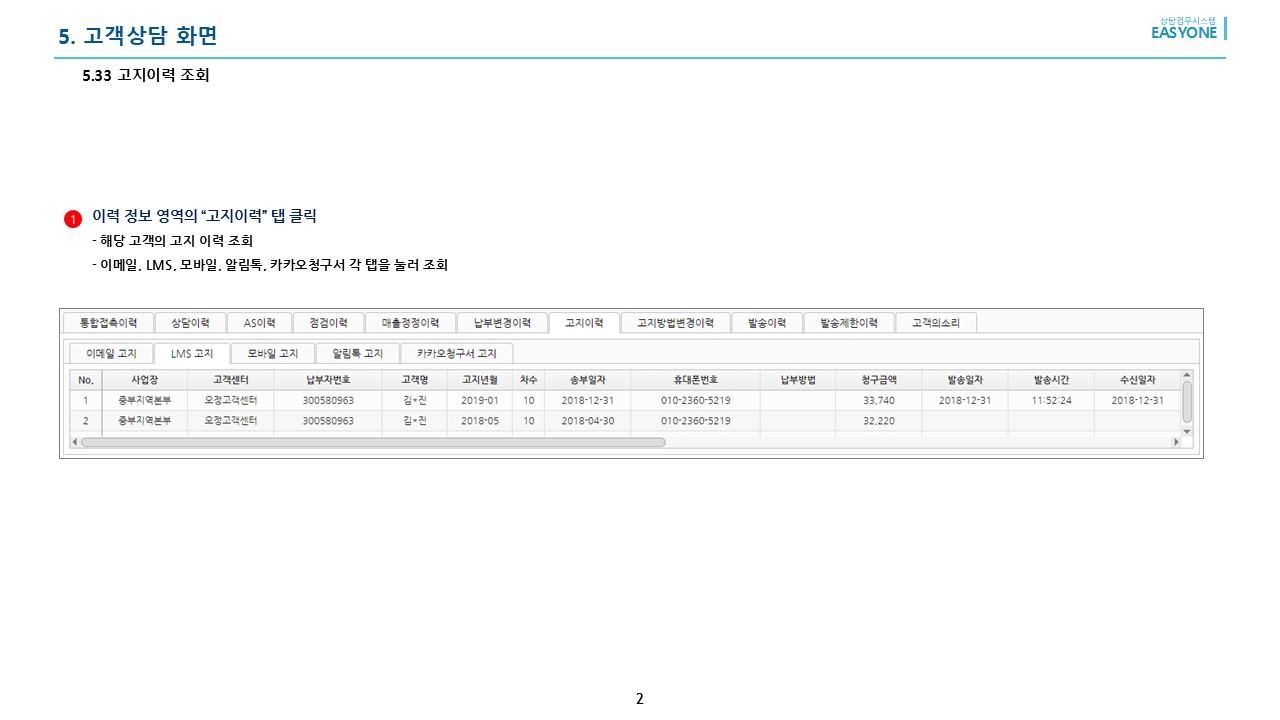 5. 고객상담 화면
상담업무시스템
EASYONE
5.33 고지이력 조회
1 이력 정보 영역의 “고지이력” 탭 클릭
- 해당 고객의 고지 이력 조회
- 이메일, LMS, 모바일, 알림톡, 카카오청구서 각 탭을 눌러 조회
통합접촉이력 상담이력 AS이력 점검이력 매출정정이력 납부변경이력 고지이력 고지방법변경이력 발송이력 발송제한이력 고객의소리
이메일 고지 LMS 고지 모바일 고지 알림톡 고지 카카오청구서 고지
No. 사업장 고객센터 납부자번호 고객명 고지년월 차수 송부일자 휴대폰번호 납부방법 청구금액 발송일자 발송시간 수신일자
1 중부지역본부 오정고객센터 300580963 김*진 2019-01 10 2018-12-31 010-2360-5219 33,740 2018-12-31 11:52:24 2018-12-31
2 중부지역본부 오정고객센터 300580963 김*진 2018-05 10 2018-04-30 010-2360-5219 32,220
2